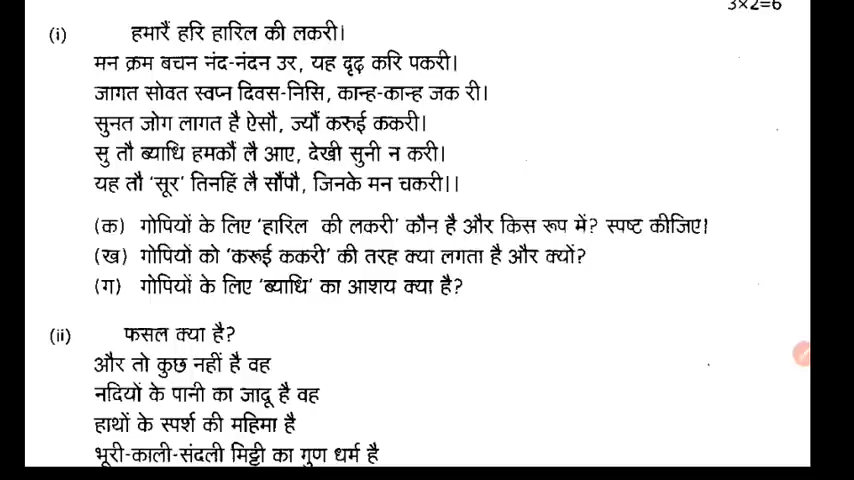 3×2=6
(i) हमारैं हरि हारिल की लकरी।
मन क्रम बचन नंद-नंदन उर, यह दृढ़ करि पकरी।
जागत सोवत स्वप्न दिवस-निसि, कान्ह-कान्ह जक री।
सुनत जोग लागत है ऐसौ, ज्यौं करुई ककरी।
सु तौ ब्याधि हमकौं लै आए, देखी सुनी न करी।
यह तौ 'सूर' तिनहिं लै सौंपौ, जिनके मन चकरी।।
(क) गोपियों के लिए 'हारिल की लकरी' कौन है और किस रूप में? स्पष्ट कीजिए।
(ख) गोपियों को 'करूई ककरी' की तरह क्या लगता है और क्यों?
(ग) गोपियों के लिए 'ब्याधि' का आशय क्या है?
(ii) फसल क्या है?
और तो कुछ नहीं है वह
नदियों के पानी का जादू है वह
हाथों के स्पर्श की महिमा है
भूरी-काली-संदली मिट्टी का गुण धर्म है